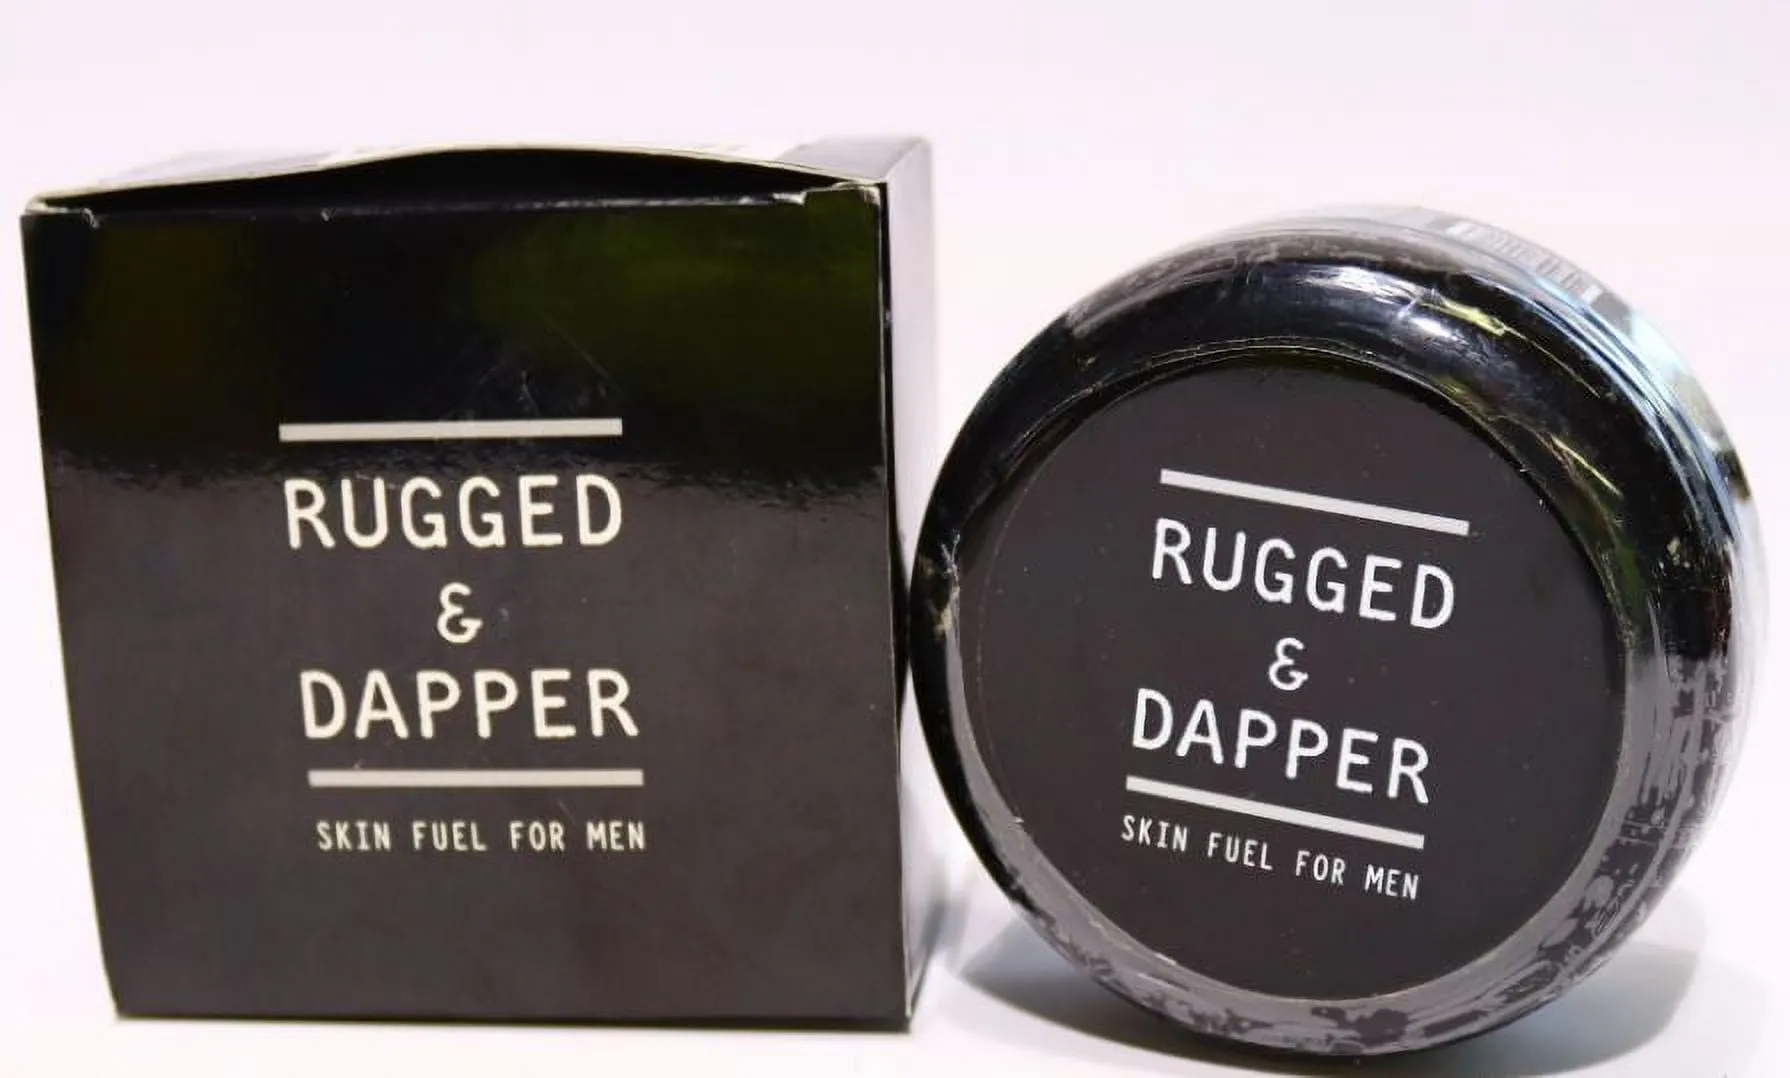 RUGGED
&
DAPPER
SKIN FUEL FOR MEN
RUGGED
&
DAPPER
SKIN FUEL FOR MEN